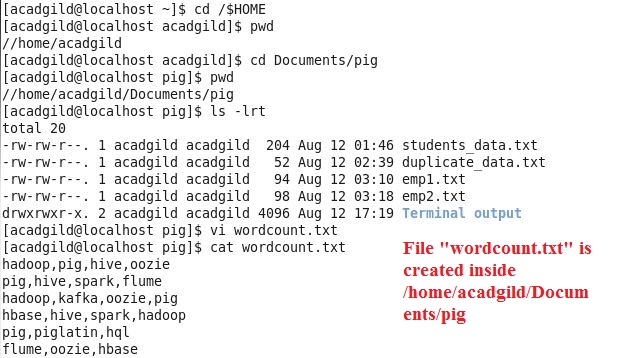 [acadgild@localhost ~]$ cd /$HOME
[acadgild@localhost acadgild]$ pwd
//home/acadgild
[acadgild@localhost acadgild]$ cd Documents/pig
[acadgild@localhost pig]$ pwd
//home/acadgild/Documents/pig
[acadgild@localhost pig]$ ls -lrt
total 20
-rw-rw-r--. 1 acadgild acadgild  204 Aug 12 01:46 students_data.txt
-rw-rw-r--. 1 acadgild acadgild   52 Aug 12 02:39 duplicate_data.txt
-rw-rw-r--. 1 acadgild acadgild   94 Aug 12 03:10 emp1.txt
-rw-rw-r--. 1 acadgild acadgild   98 Aug 12 03:18 emp2.txt
drwxrwxr-x. 2 acadgild acadgild 4096 Aug 12 17:19 Terminal output
[acadgild@localhost pig]$ vi wordcount.txt
[acadgild@localhost pig]$ cat wordcount.txt
hadoop,pig,hive,oozie
pig,hive,spark,flume
hadoop,kafka,oozie,pig
hbase,hive,spark,hadoop
pig,piglatin,hql
flume,oozie,hbase
File "wordcount.txt" is
created inside
/home/acadgild/Docum
ents/pig